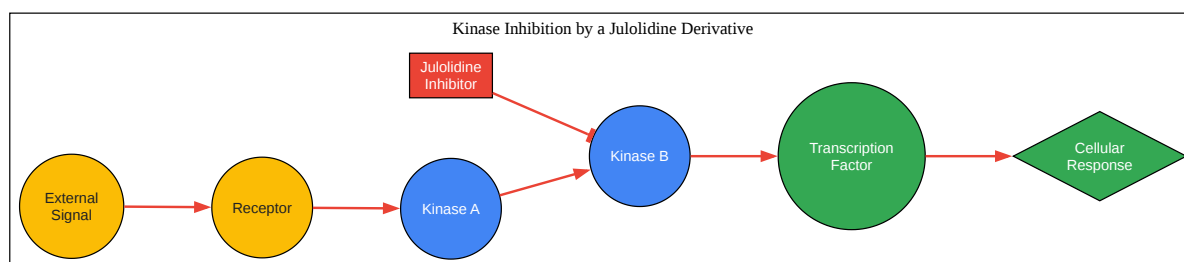 Kinase Inhibition by a Julolidine Derivative
Julolidine
Inhibitor
External
Signal
Receptor
Kinase A
Kinase B
Transcription
Factor
Cellular
Response